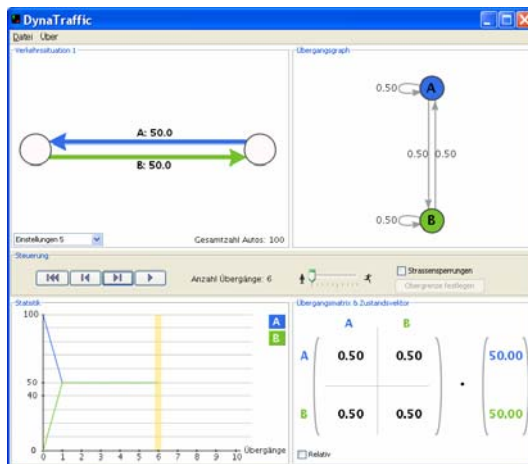 DynaTraffic
Datei Über
Verkehrssituation 1
A: 50.0
B: 50.0
Einstellungen 5
Gesamtzahl Autos: 100
Übergangsgraph
0.50 A
0.50 0.50
0.50 B
Steuerung
Anzahl Übergänge: 6
Strassensperrungen
Obergrenze festlegen
Statistik
100
50
40
0
0 1 2 3 4 5 6 7 8 9 10
Übergänge
A
B
Übergangsmatrix & Zustandsvektor
A B
A 0.50 0.50 50.00
B 0.50 0.50 50.00
Relativ